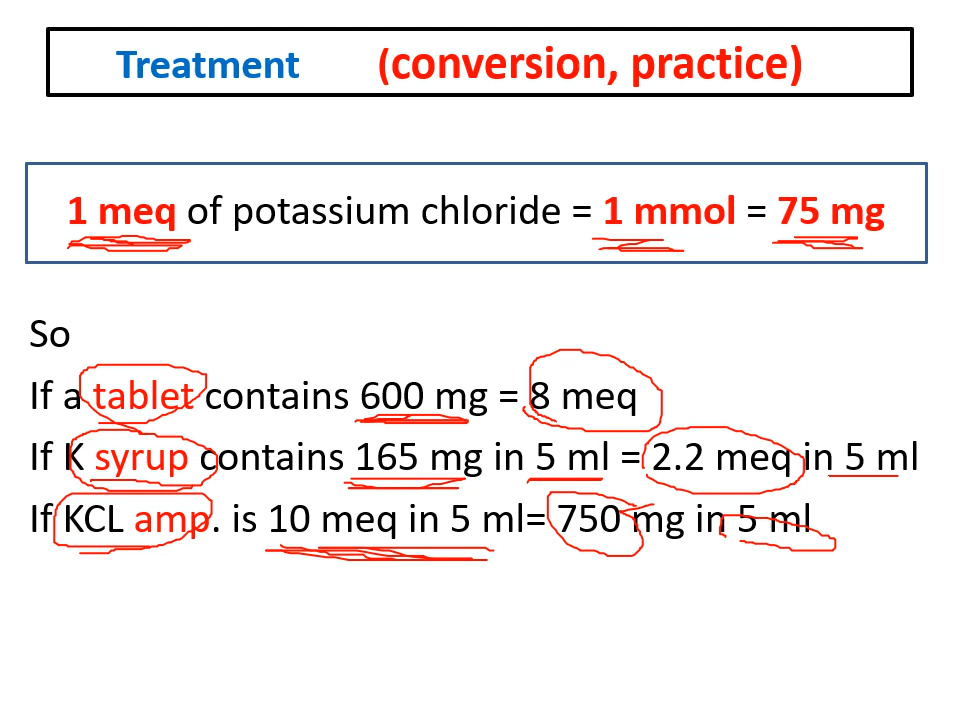 Treatment (conversion, practice)
1 meq of potassium chloride = 1 mmol = 75 mg
So
If a tablet contains 600 mg = 8 meq
If K syrup contains 165 mg in 5 ml = 2.2 meq in 5 ml
If KCL amp. is 10 meq in 5 ml= 750 mg in 5 ml